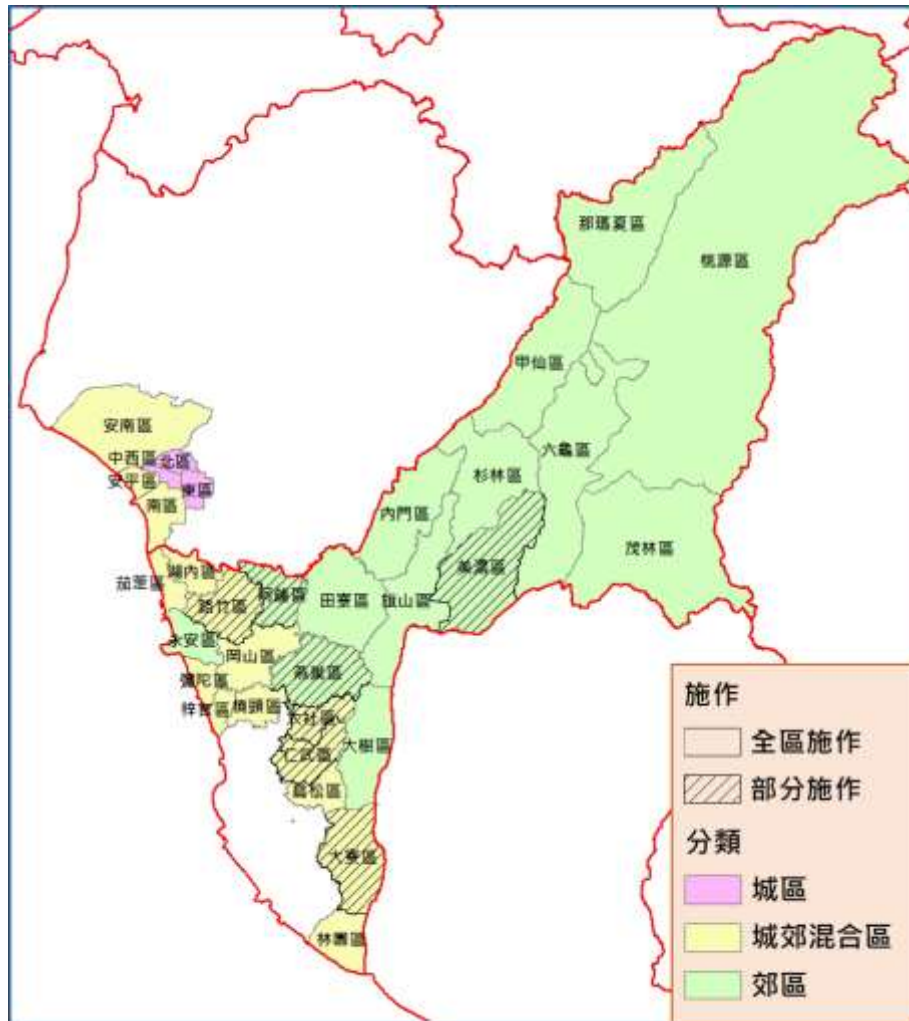 那瑪夏區
桃源區
甲仙區
六龜區
杉林區
安南區
中西區
北區
安平區
東區
南區
內門區
美濃區
茂林區
湖內區
茄萣區
路竹區
阿蓮區
田寮區
旗山區
永安區
岡山區
燕巢區
彌陀區
梓官區
橋頭區
大社區
仁武區
大樹區
鳥松區
大寮區
林園區
施作
全區施作
部分施作
分類
城區
城郊混合區
郊區